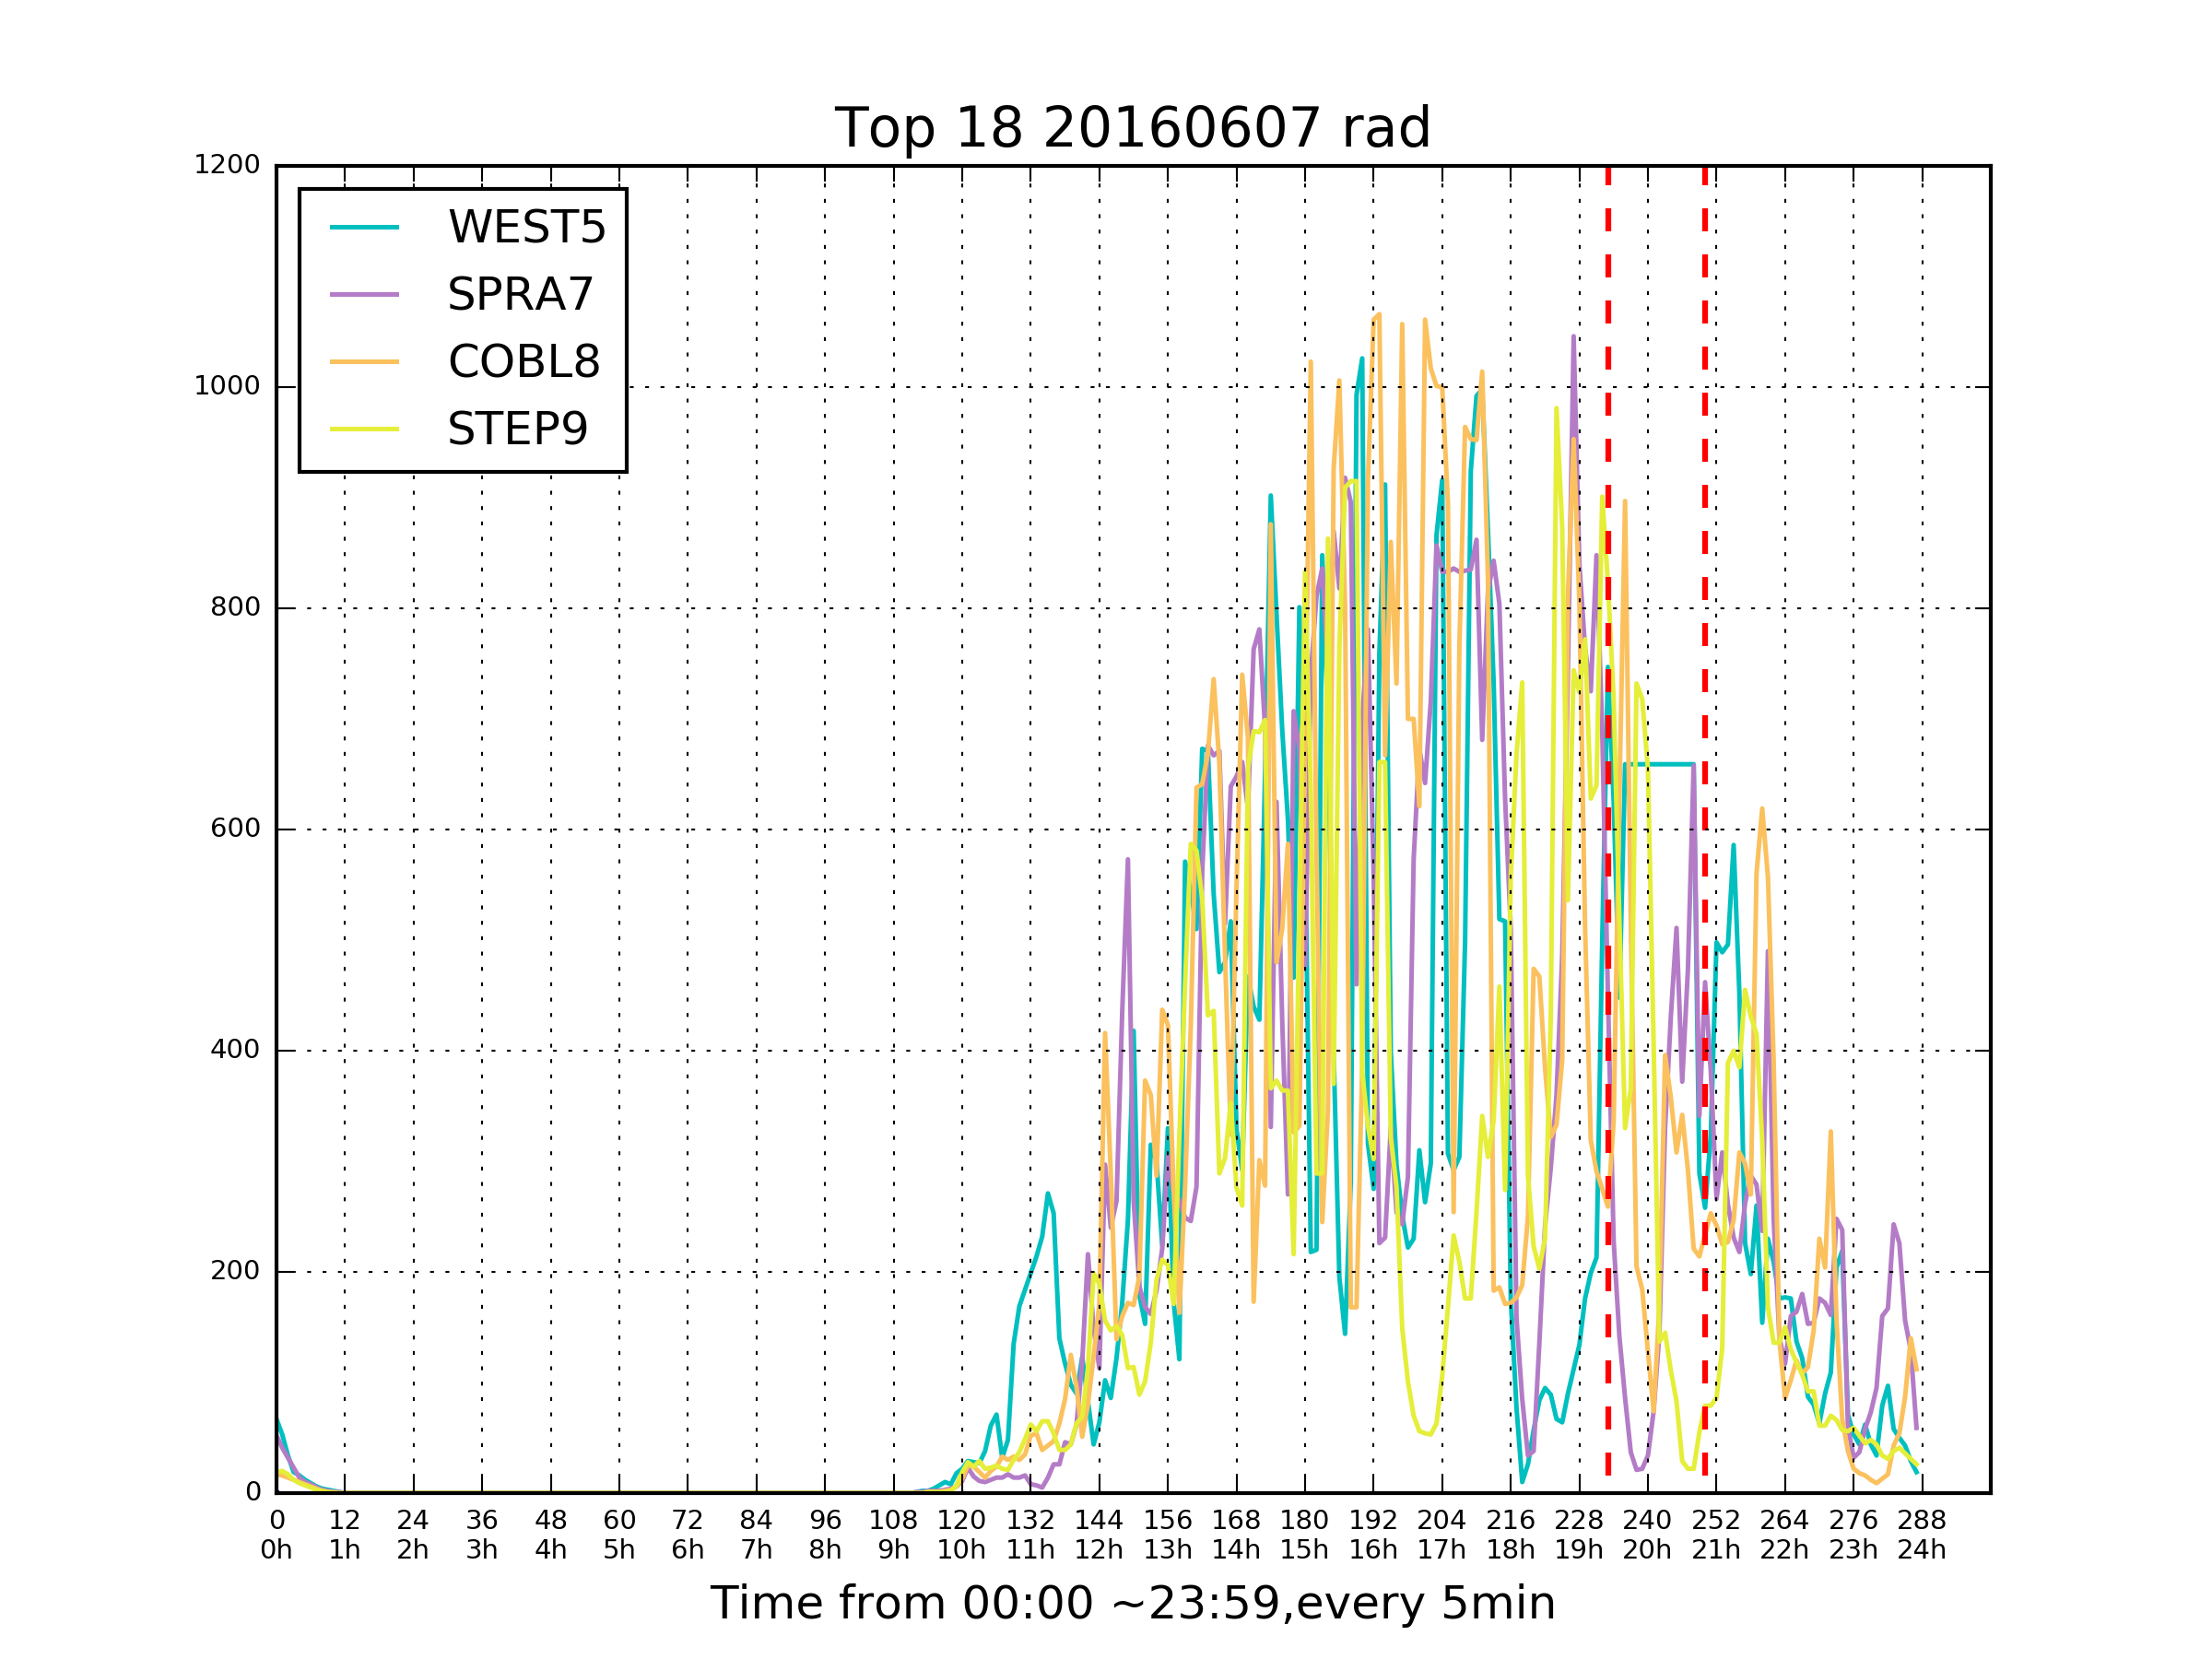 Top 18 20160607 rad
1200
1000
800
600
400
200
0
WEST5
SPRA7
COBL8
STEP9
0 12 24 36 48 60 72 84 96 108 120 132 144 156 168 180 192 204 216 228 240 252 264 276 288
0h 1h 2h 3h 4h 5h 6h 7h 8h 9h 10h 11h 12h 13h 14h 15h 16h 17h 18h 19h 20h 21h 22h 23h 24h
Time from 00:00 ~23:59,every 5min